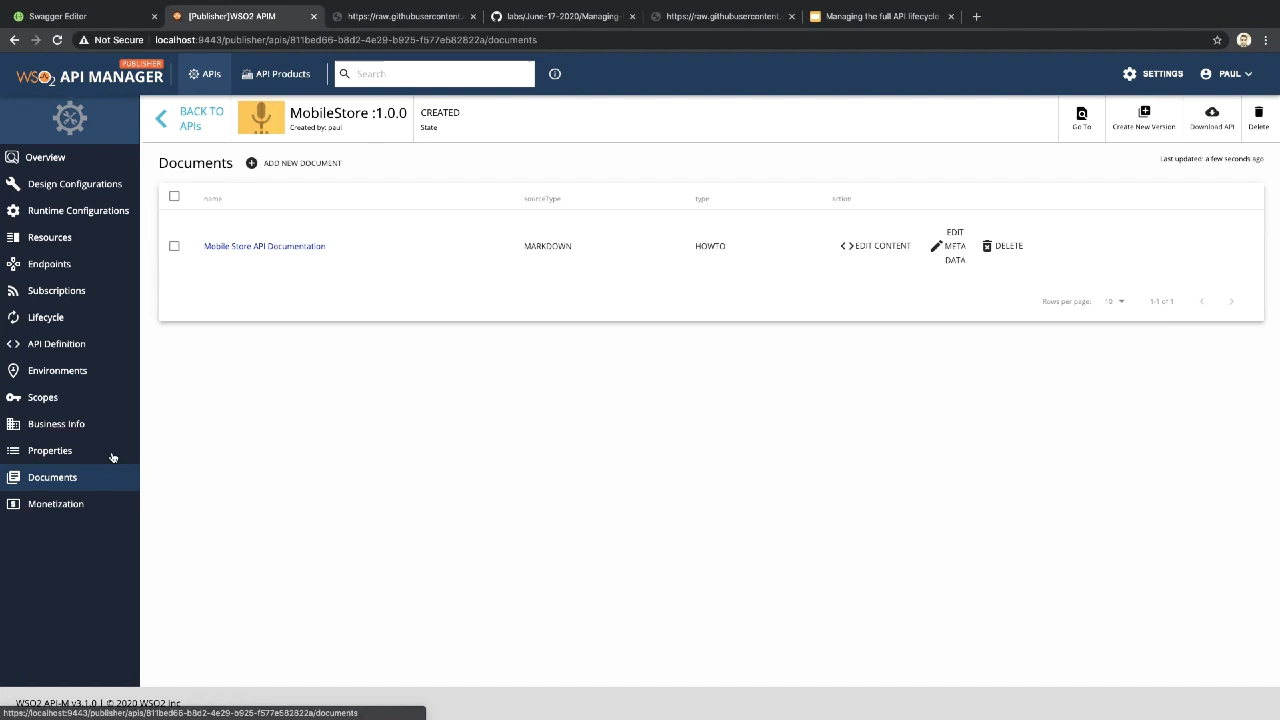 Swagger Editor
[Publisher]WSO2 APIM
https://raw.githubusercontent.
labs/June-17-2020/Managing-
https://raw.githubusercontent.
Managing the full API lifecycle
Not Secure
localhost:9443/publisher/apis/811bed66-b8d2-4e29-b925-f577e582822a/documents
PUBLISHER
WSO2 API MANAGER
APIs
API Products
Search
SETTINGS
PAUL
BACK TO
APIs
MobileStore :1.0.0
Created by: paul
CREATED
State
Go To
Create New Version
Download API
Delete
Overview
Design Configurations
Runtime Configurations
Resources
Endpoints
Subscriptions
Lifecycle
API Definition
Environments
Scopes
Business Info
Properties
Documents
Monetization
Documents
ADD NEW DOCUMENT
Last updated: a few seconds ago
name
sourceType
type
action
Mobile Store API Documentation
MARKDOWN
HOWTO
EDIT CONTENT
EDIT
META
DATA
DELETE
Rows per page:
10
1-1 of 1
WSO2 API-M v3.1.0 | © 2020 WSO2 Inc
https://localhost:9443/publisher/apis/811bed66-b8d2-4e29-b925-f577e582822a/documents